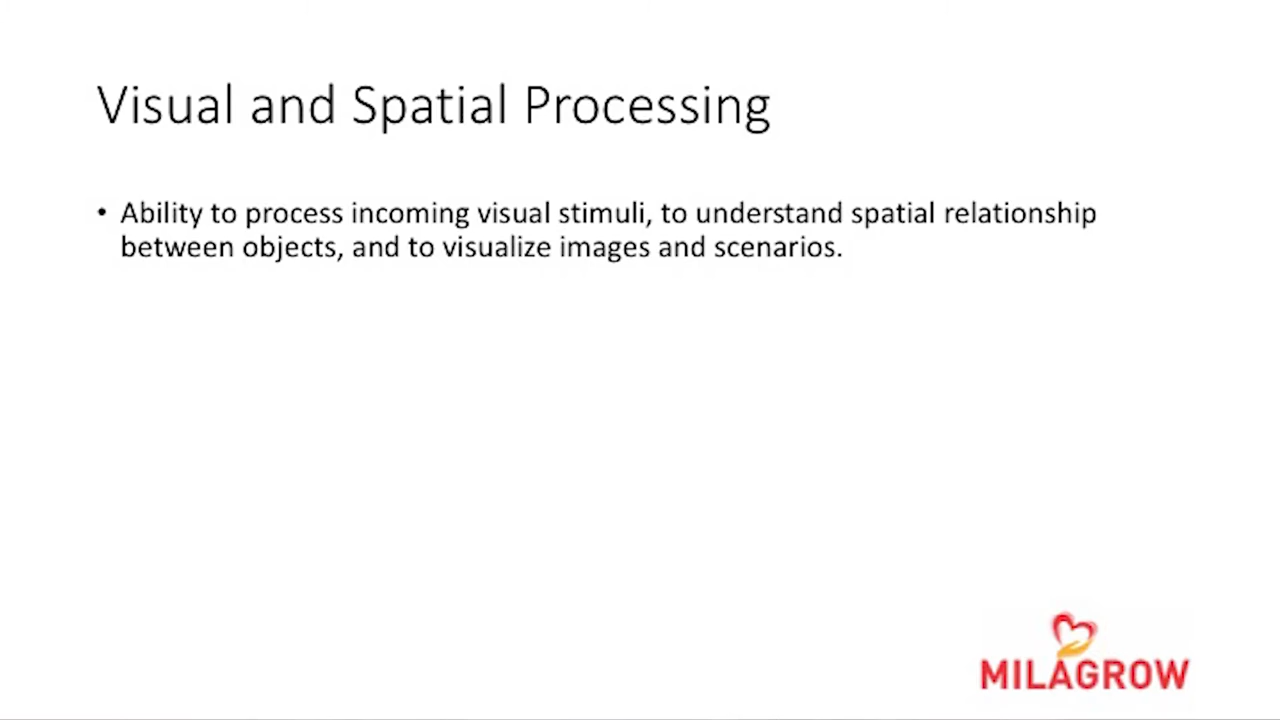 Visual and Spatial Processing
• Ability to process incoming visual stimuli, to understand spatial relationship
between objects, and to visualize images and scenarios.
MILAGROW